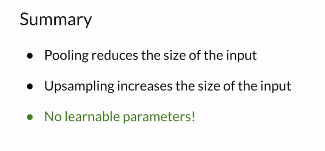 Summary
● Pooling reduces the size of the input
● Upsampling increases the size of the input
● No learnable parameters!